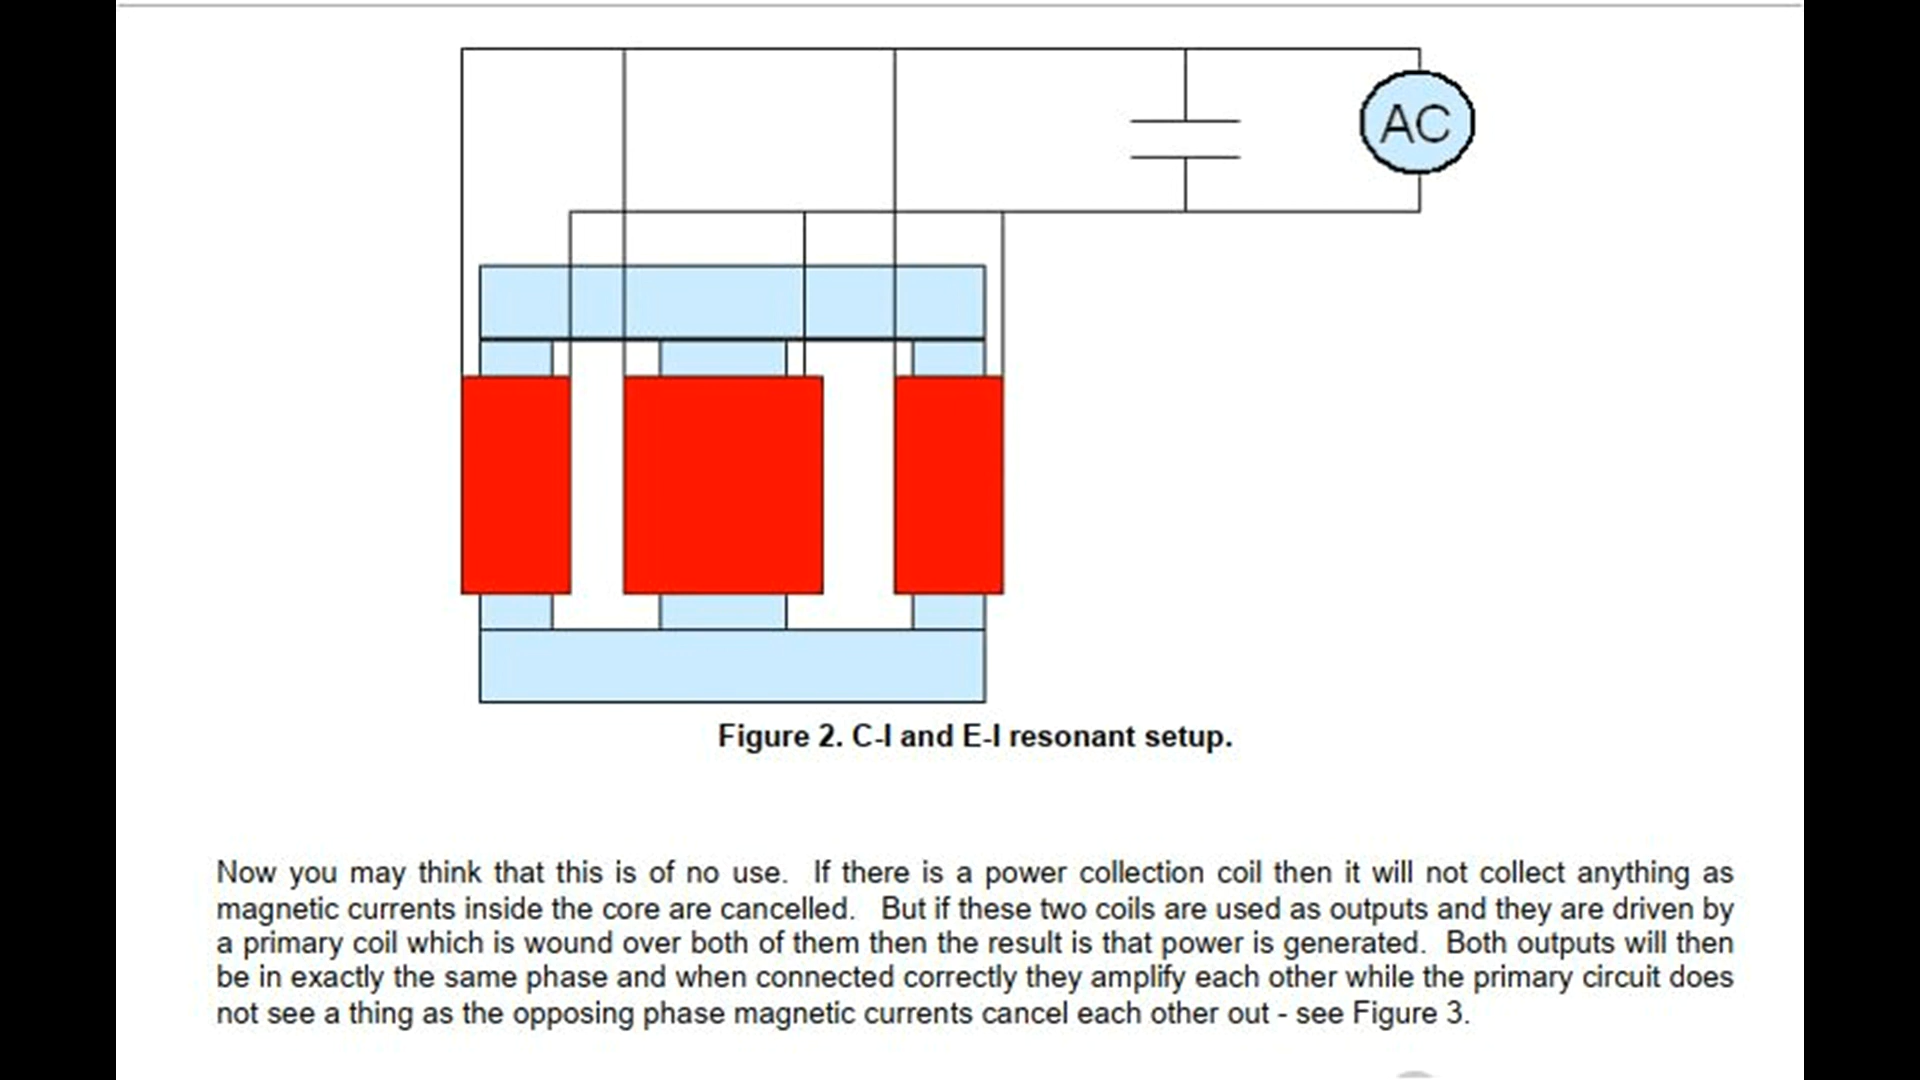 AC
Figure 2. C-I and E-I resonant setup.
Now you may think that this is of no use. If there is a power collection coil then it will not collect anything as
magnetic currents inside the core are cancelled. But if these two coils are used as outputs and they are driven by
a primary coil which is wound over both of them then the result is that power is generated. Both outputs will then
be in exactly the same phase and when connected correctly they amplify each other while the primary circuit does
not see a thing as the opposing phase magnetic currents cancel each other out - see Figure 3.